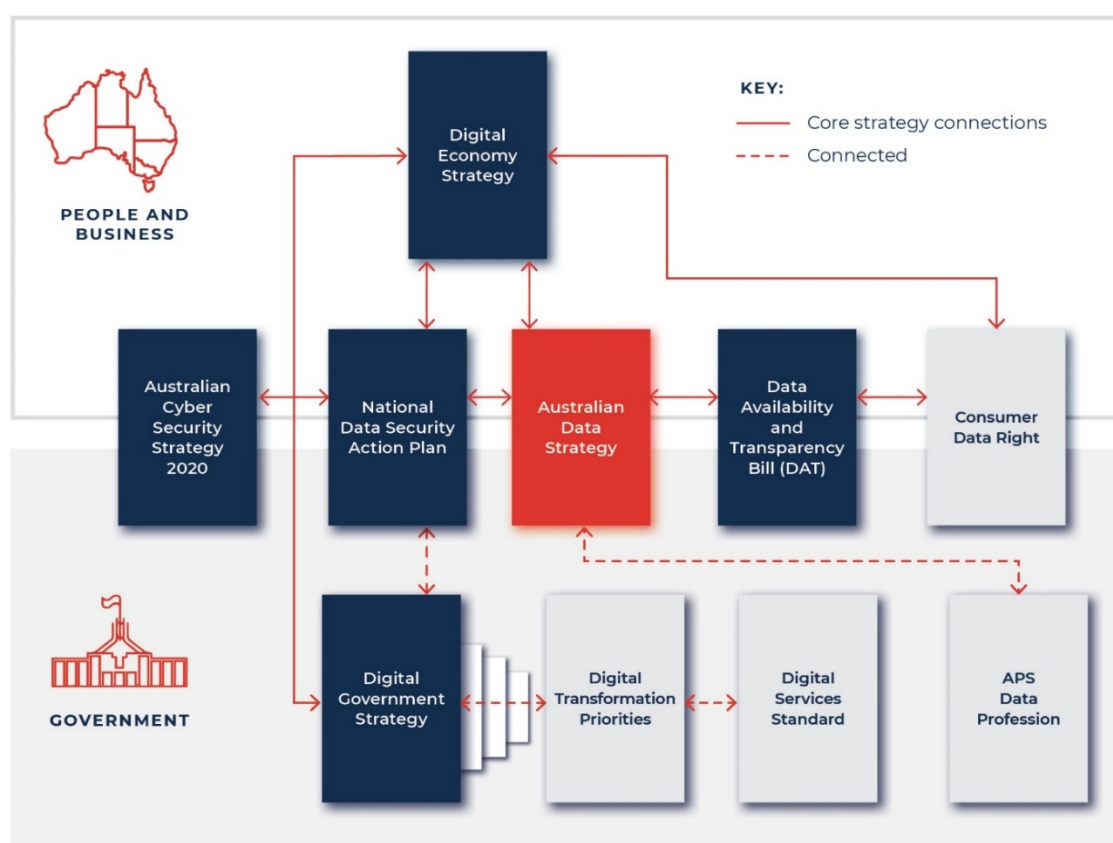 KEY:
Core strategy connections
Connected
PEOPLE AND
BUSINESS
Digital
Economy
Strategy
Australian
Cyber
Security
Strategy
2020
National
Data Security
Action Plan
Australian
Data
Strategy
Data
Availability
and
Transparency
Bill (DAT)
Consumer
Data Right
GOVERNMENT
Digital
Government
Strategy
Digital
Transformation
Priorities
Digital
Services
Standard
APS
Data
Profession